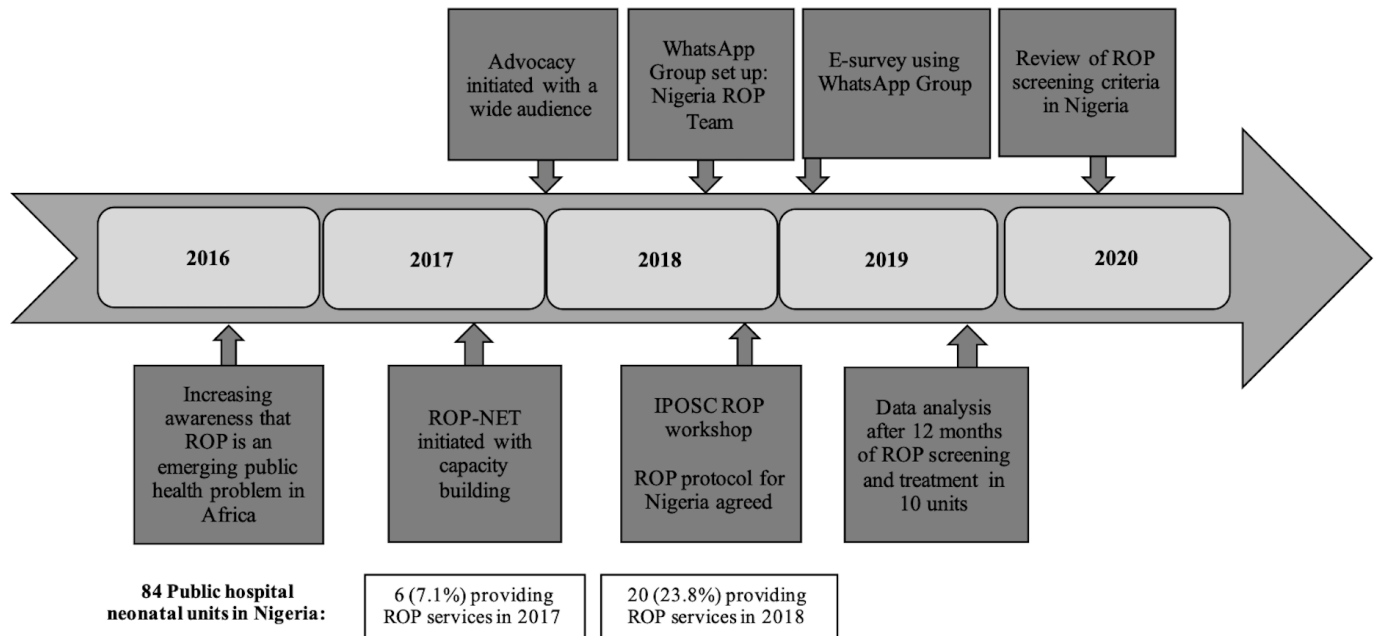 Advocacy
initiated with a
wide audience
WhatsApp
Group set up:
Nigeria ROP
Team
E-survey using
WhatsApp Group
Review of ROP
screening criteria
in Nigeria
2016
2017
2018
2019
2020
Increasing
awareness that
ROP is an
emerging public
health problem in
Africa
ROP-NET
initiated with
capacity
building
IPOSC ROP
workshop
ROP protocol for
Nigeria agreed
Data analysis
after 12 months
of ROP screening
and treatment in
10 units
84 Public hospital
neonatal units in Nigeria:
6 (7.1%) providing
ROP services in 2017
20 (23.8%) providing
ROP services in 2018